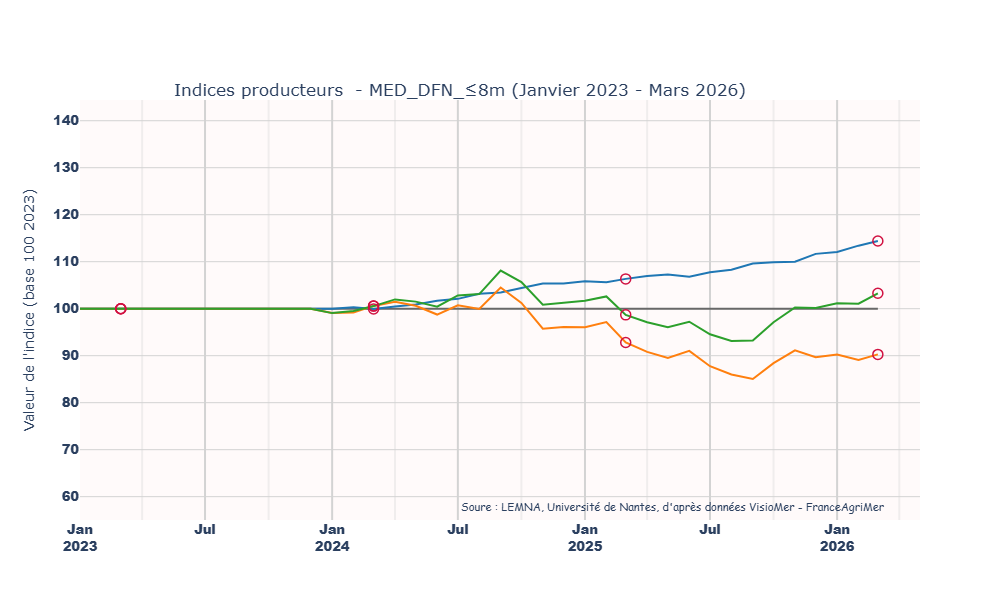 Indices producteurs - MED_DFN_≤8m (Janvier 2023 - Mars 2026)
Valeur de l'Indice (base 100 2023)
140
130
120
110
100
90
80
70
60
Soure : LEMNA, Université de Nantes, d'après données VisioMer - FranceAgriMer
Jan Jul Jan Jul Jan Jul Jan
2023 2024 2025 2026